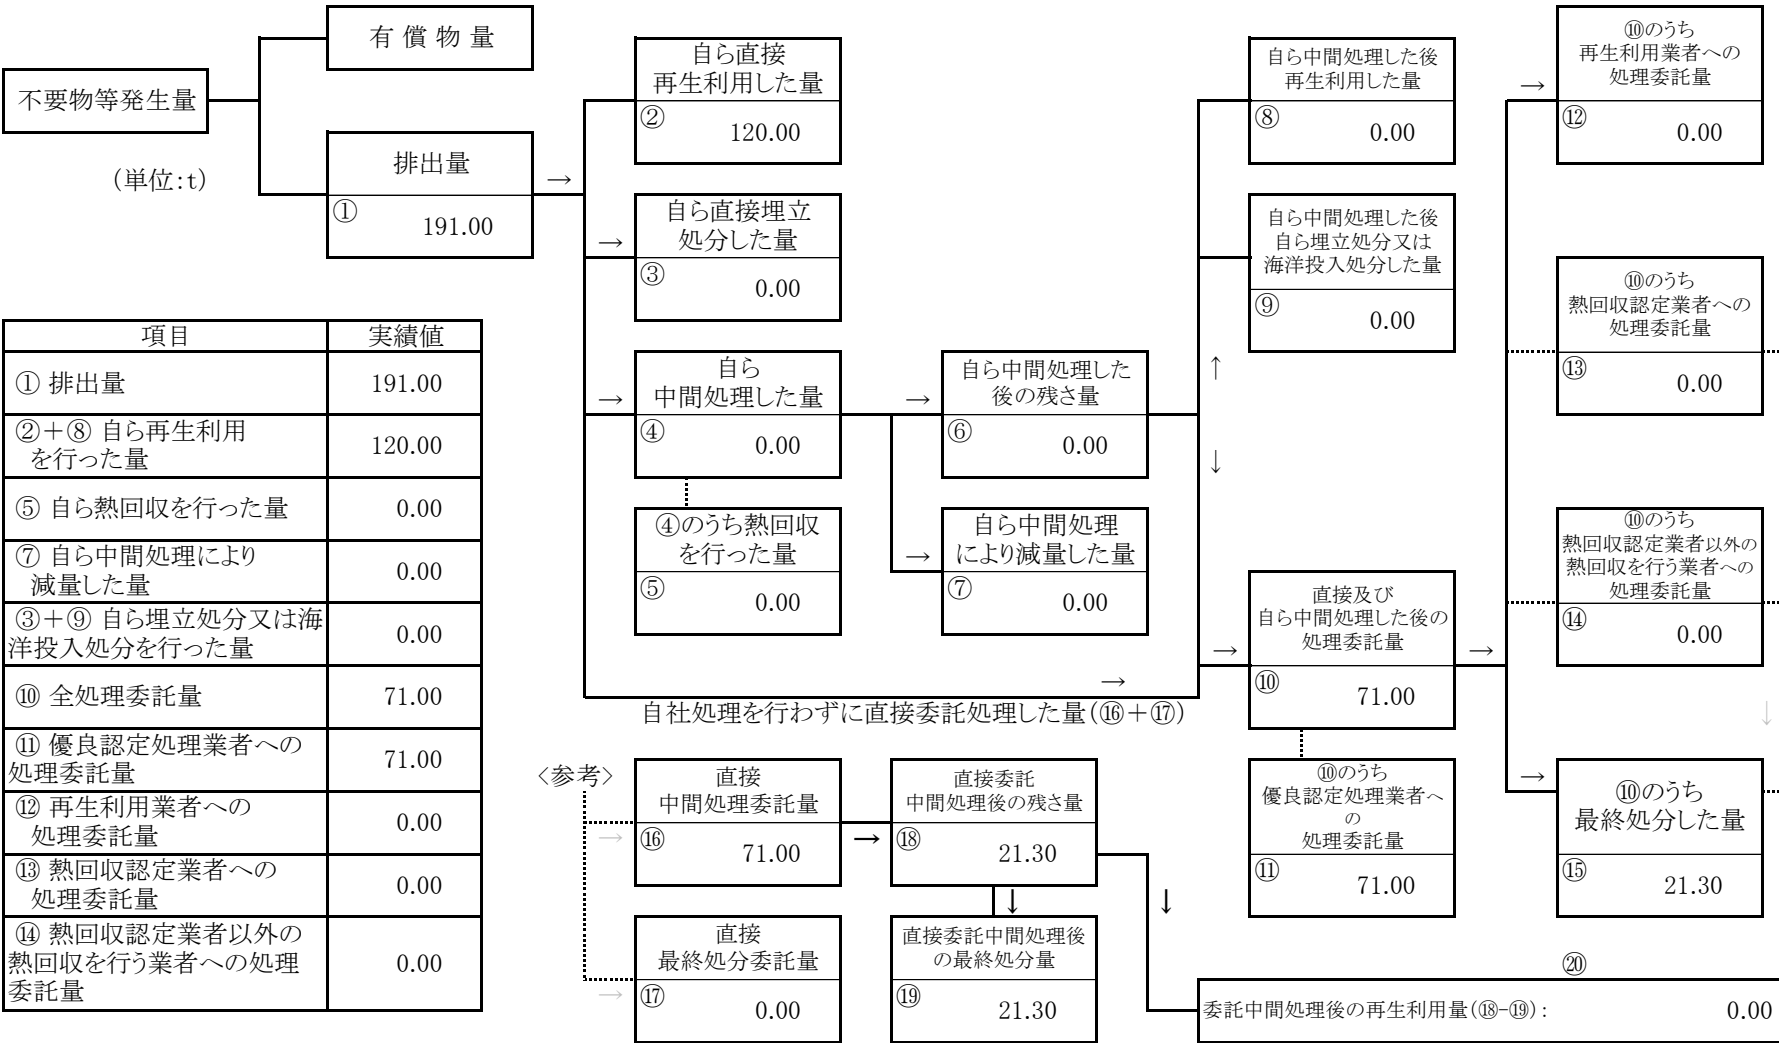 有 償 物 量
不要物等発生量
(単位:t)
排出量
①
191.00
→
自ら直接
再生利用した量
②
120.00
→
自ら直接埋立
処分した量
③
0.00
→
自ら
中間処理した量
④
0.00
④のうち熱回収
を行った量
⑤
0.00
→
自ら中間処理した
後の残さ量
⑥
0.00
→
自ら中間処理
により減量した量
⑦
0.00
自ら中間処理した後
再生利用した量
⑧
0.00
自ら中間処理した後
自ら埋立処分又は
海洋投入処分した量
⑨
0.00
↑
↓
→
直接及び
自ら中間処理した後の
処理委託量
⑩
71.00
→
⑩のうち
優良認定処理業者へ
の
処理委託量
⑪
71.00
→
⑩のうち
再生利用業者への
処理委託量
⑫
0.00
⑩のうち
熱回収認定業者への
処理委託量
⑬
0.00
⑩のうち
熱回収認定業者以外の
熱回収を行う業者への
処理委託量
⑭
0.00
↓
→
⑩のうち
最終処分した量
⑮
21.30
→
自社処理を行わずに直接委託処理した量(⑯+⑰)
<参考>
→
直接
中間処理委託量
⑯
71.00
→
直接委託
中間処理後の残さ量
⑱
21.30
→
直接
最終処分委託量
⑰
0.00
↓
直接委託中間処理後
の最終処分量
⑲
21.30
↓
⑳
委託中間処理後の再生利用量(⑱-⑲): 0.00
項目 実績値
① 排出量 191.00
②+⑧ 自ら再生利用
を行った量 120.00
⑤ 自ら熱回収を行った量 0.00
⑦ 自ら中間処理により
減量した量 0.00
③+⑨ 自ら埋立処分又は海
洋投入処分を行った量 0.00
⑩ 全処理委託量 71.00
⑪ 優良認定処理業者への
処理委託量 71.00
⑫ 再生利用業者への
処理委託量 0.00
⑬ 熱回収認定業者への
処理委託量 0.00
⑭ 熱回収認定業者以外の
熱回収を行う業者への処理
委託量 0.00